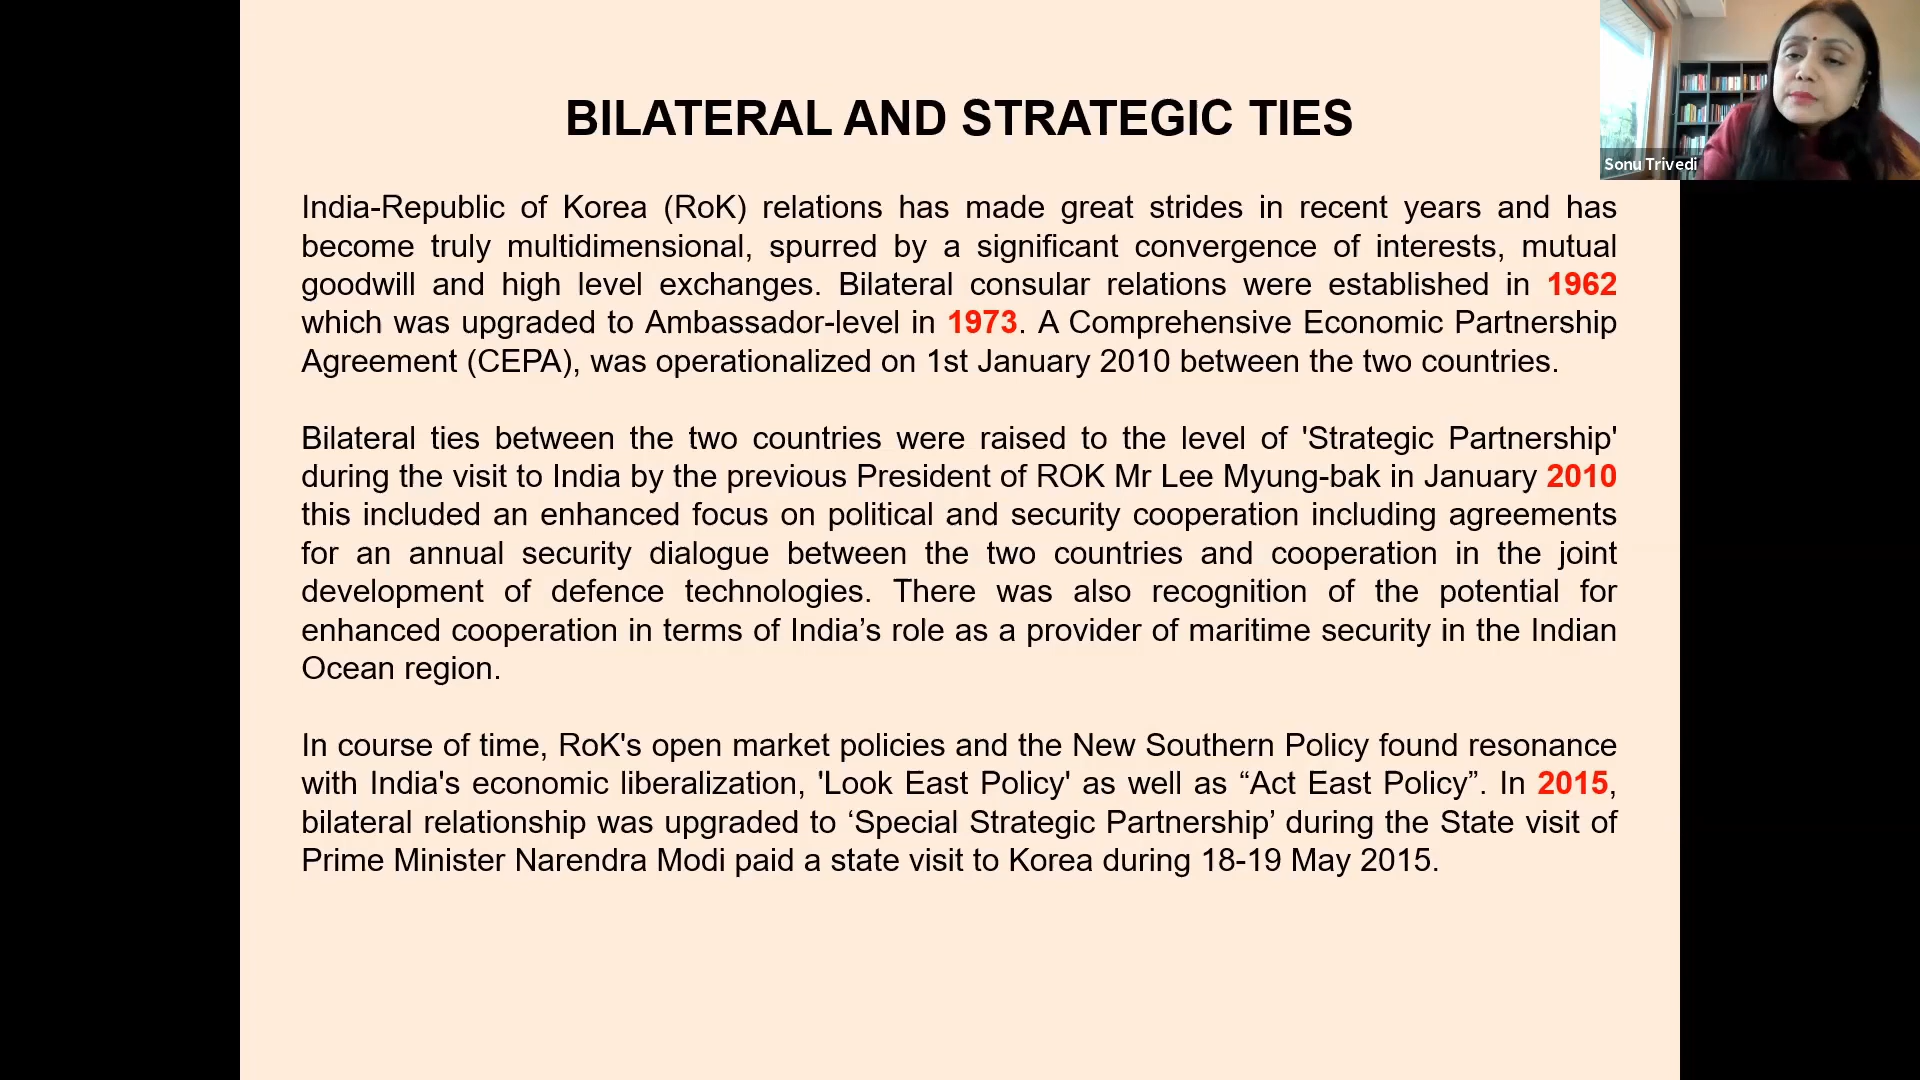 BILATERAL AND STRATEGIC TIES
Sonu Trivedi
India-Republic of Korea (RoK) relations has made great strides in recent years and has
become truly multidimensional, spurred by a significant convergence of interests, mutual
goodwill and high level exchanges. Bilateral consular relations were established in 1962
which was upgraded to Ambassador-level in 1973. A Comprehensive Economic Partnership
Agreement (CEPA), was operationalized on 1st January 2010 between the two countries.
Bilateral ties between the two countries were raised to the level of 'Strategic Partnership'
during the visit to India by the previous President of ROK Mr Lee Myung-bak in January 2010
this included an enhanced focus on political and security cooperation including agreements
for an annual security dialogue between the two countries and cooperation in the joint
development of defence technologies. There was also recognition of the potential for
enhanced cooperation in terms of India’s role as a provider of maritime security in the Indian
Ocean region.
In course of time, RoK's open market policies and the New Southern Policy found resonance
with India's economic liberalization, 'Look East Policy' as well as “Act East Policy”. In 2015,
bilateral relationship was upgraded to ‘Special Strategic Partnership’ during the State visit of
Prime Minister Narendra Modi paid a state visit to Korea during 18-19 May 2015.